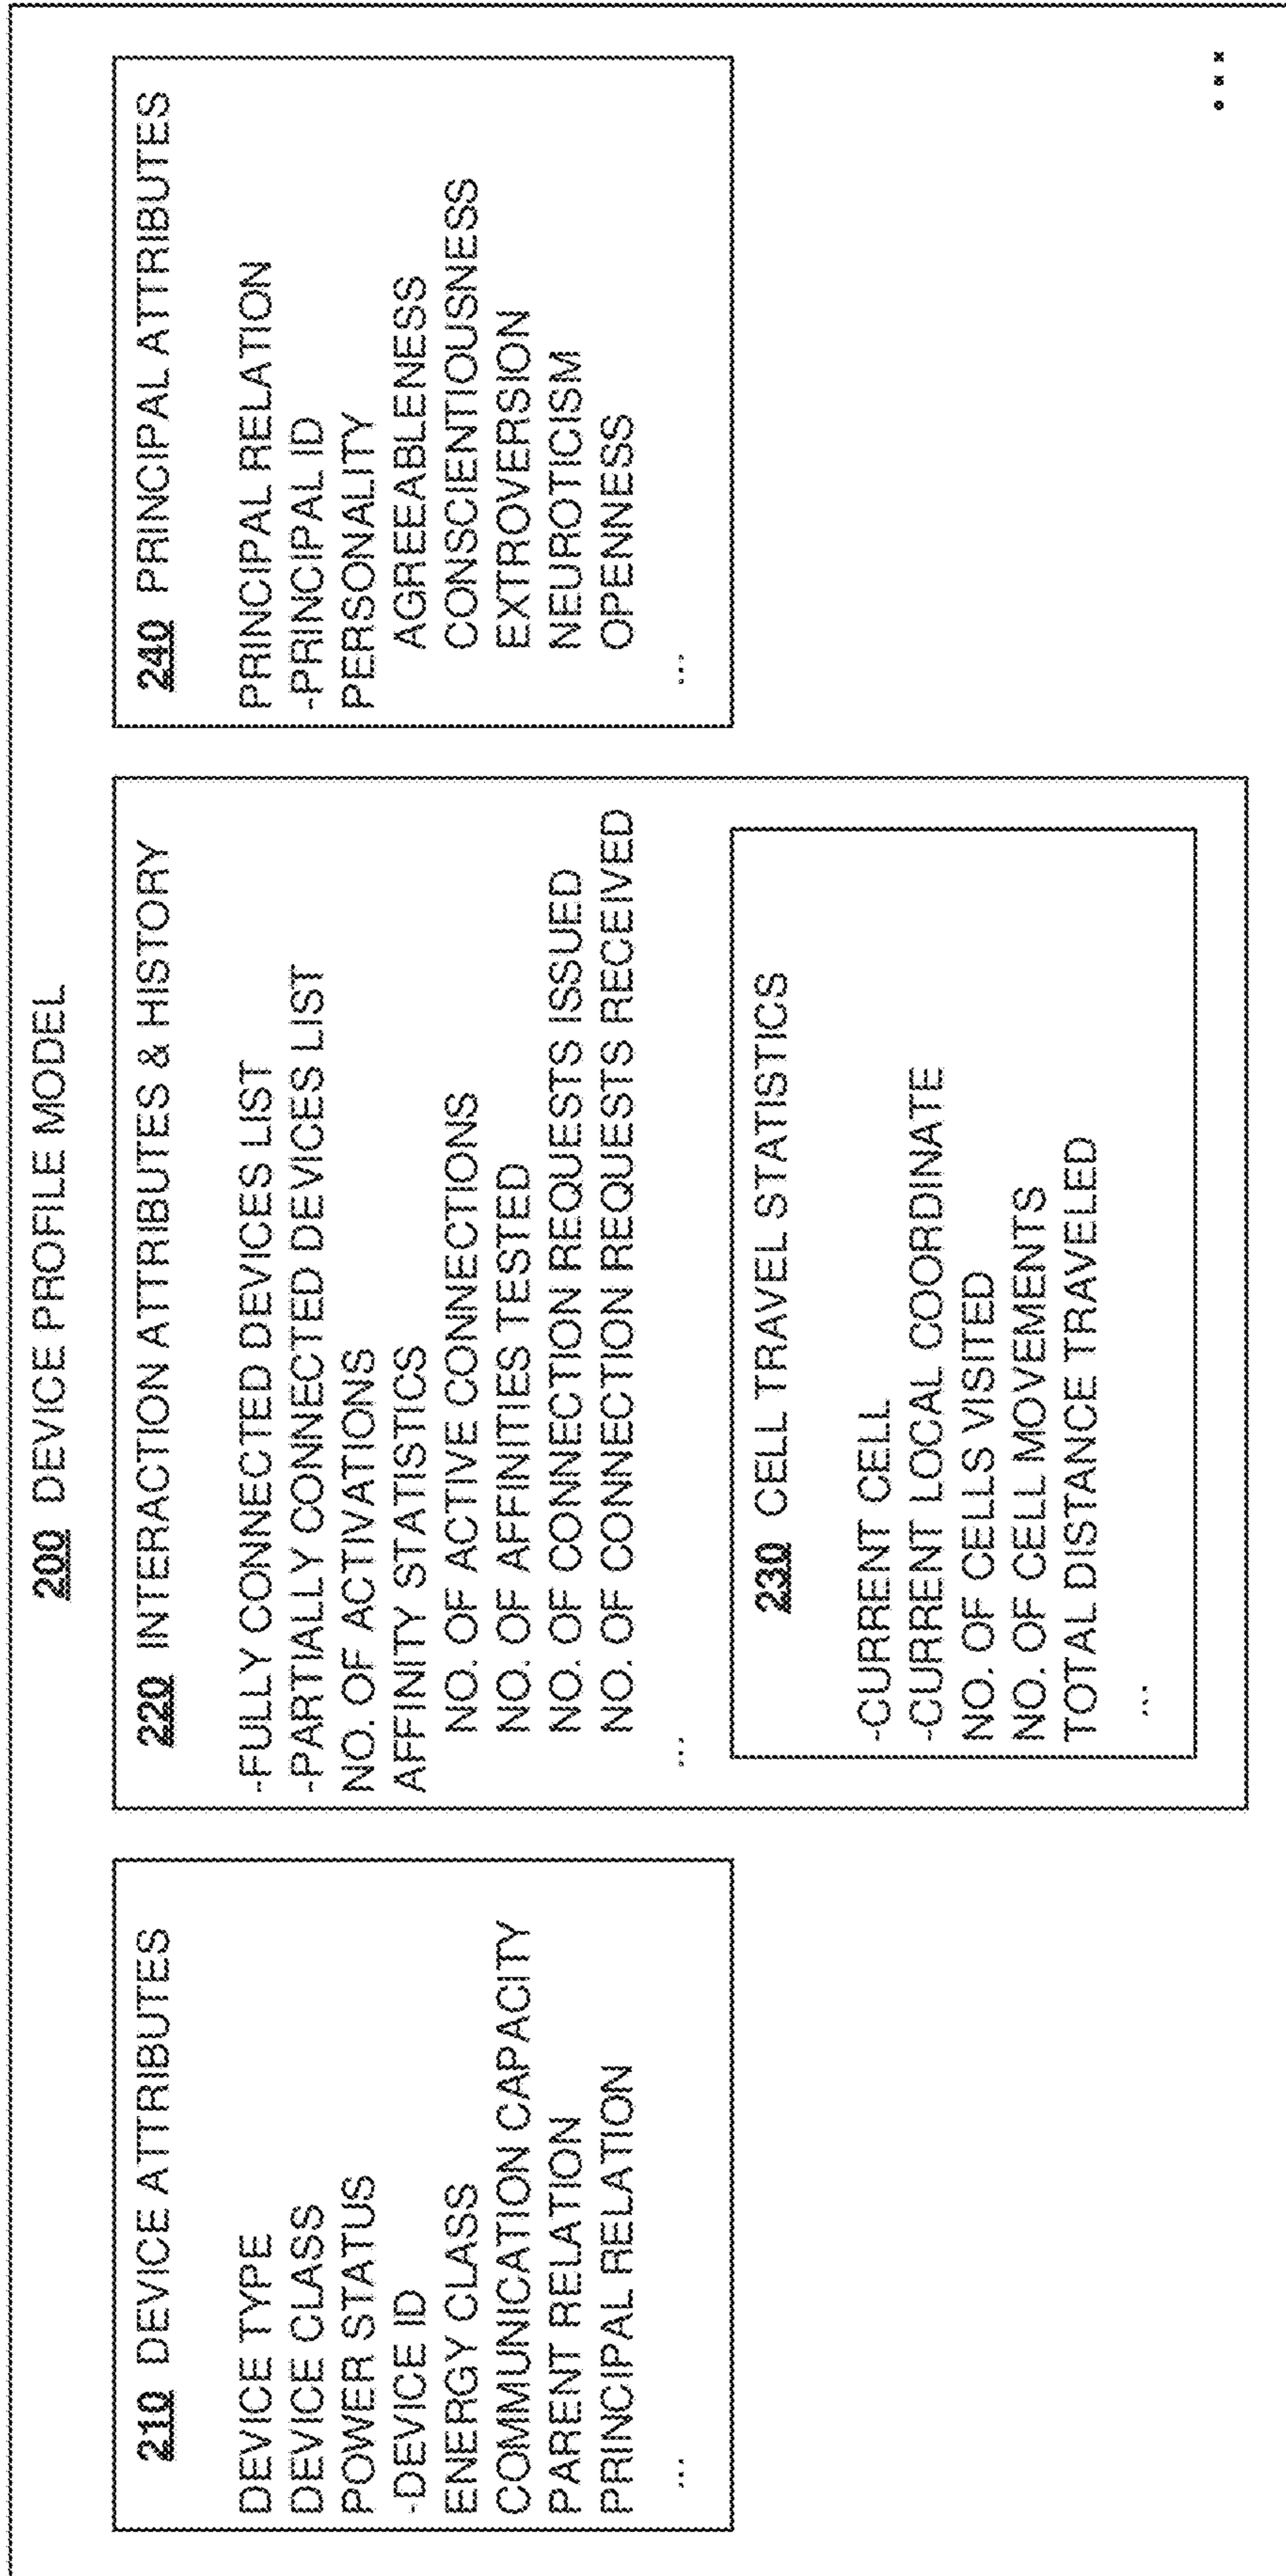 200 DEVICE PROFILE MODEL
210 DEVICE ATTRIBUTES
DEVICE TYPE
DEVICE CLASS
POWER STATUS
-DEVICE ID
ENERGY CLASS
COMMUNICATION CAPACITY
PARENT RELATION
PRINCIPAL RELATION
...
220 INTERACTION ATTRIBUTES & HISTORY
-FULLY CONNECTED DEVICES LIST
-PARTIALLY CONNECTED DEVICES LIST
NO. OF ACTIVATIONS
AFFINITY STATISTICS
NO. OF ACTIVE CONNECTIONS
NO. OF AFFINITIES TESTED
NO. OF CONNECTION REQUESTS ISSUED
NO. OF CONNECTION REQUESTS RECEIVED
...
230 CELL TRAVEL STATISTICS
-CURRENT CELL
-CURRENT LOCAL COORDINATE
NO. OF CELLS VISITED
NO. OF CELL MOVEMENTS
TOTAL DISTANCE TRAVELED
...
240 PRINCIPAL ATTRIBUTES
PRINCIPAL RELATION
-PRINCIPAL ID
PERSONALITY
AGREEABLENESS
CONSCIENTIOUSNESS
EXTROVERSION
NEUROTICISM
OPENNESS
...
...